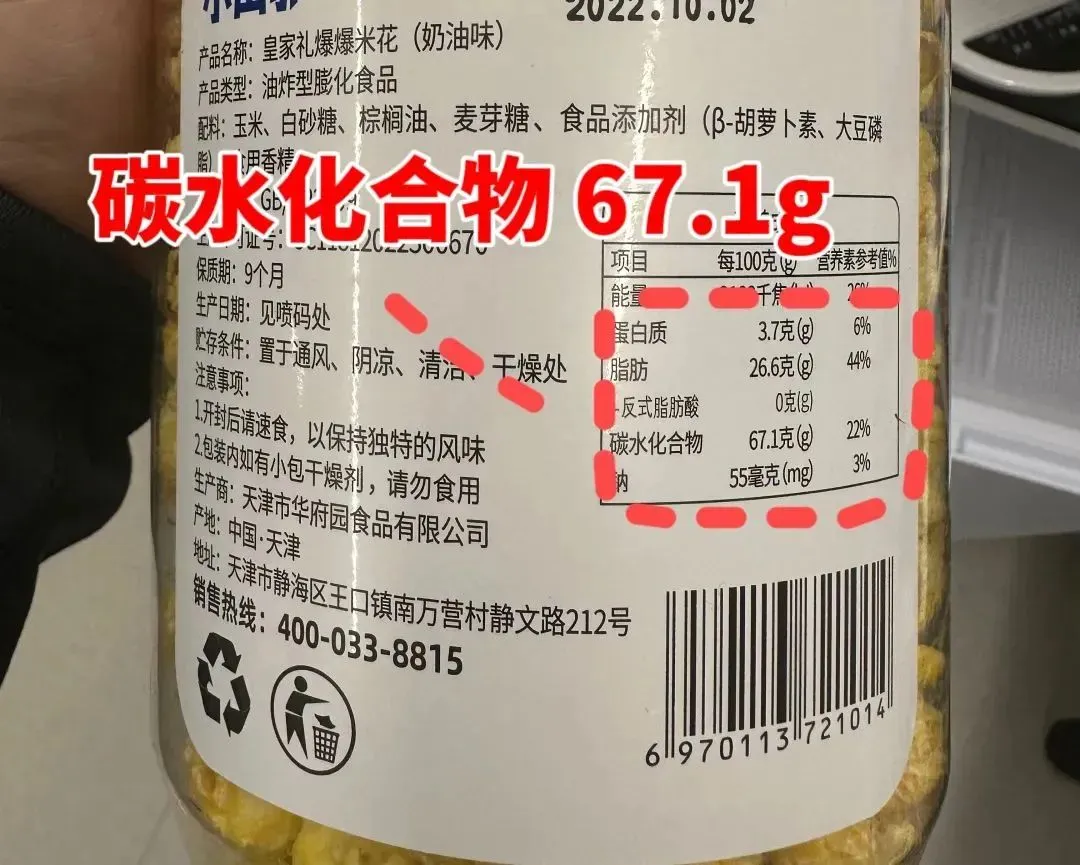 2022.10.02
产品名称：皇家礼爆爆米花（奶油味）
产品类型：油炸型膨化食品
配料：玉米、白砂糖、棕榈油、麦芽糖、食品添加剂（β-胡萝卜素、大豆磷
脂）
用香精
碳水化合物 67.1g
保质期：9个月
生产日期：见喷码处
贮存条件：置于通风、阴凉、清洁、干燥处
注意事项：
1.开封后请速食，以保持独特的风味
2.包装内如有小包干燥剂，请勿食用
生产商：天津市华府园食品有限公司
产地：中国·天津
地址：天津市静海区王口镇南万营村静文路212号
销售热线：400-033-8815
项目 每100克(g) 营养素参考值%
能量 千焦
蛋白质 3.7克(g) 6%
脂肪 26.6克(g) 44%
-反式脂肪酸 0克(g)
碳水化合物 67.1克(g) 22%
钠 55毫克(mg) 3%
6 970113 721014